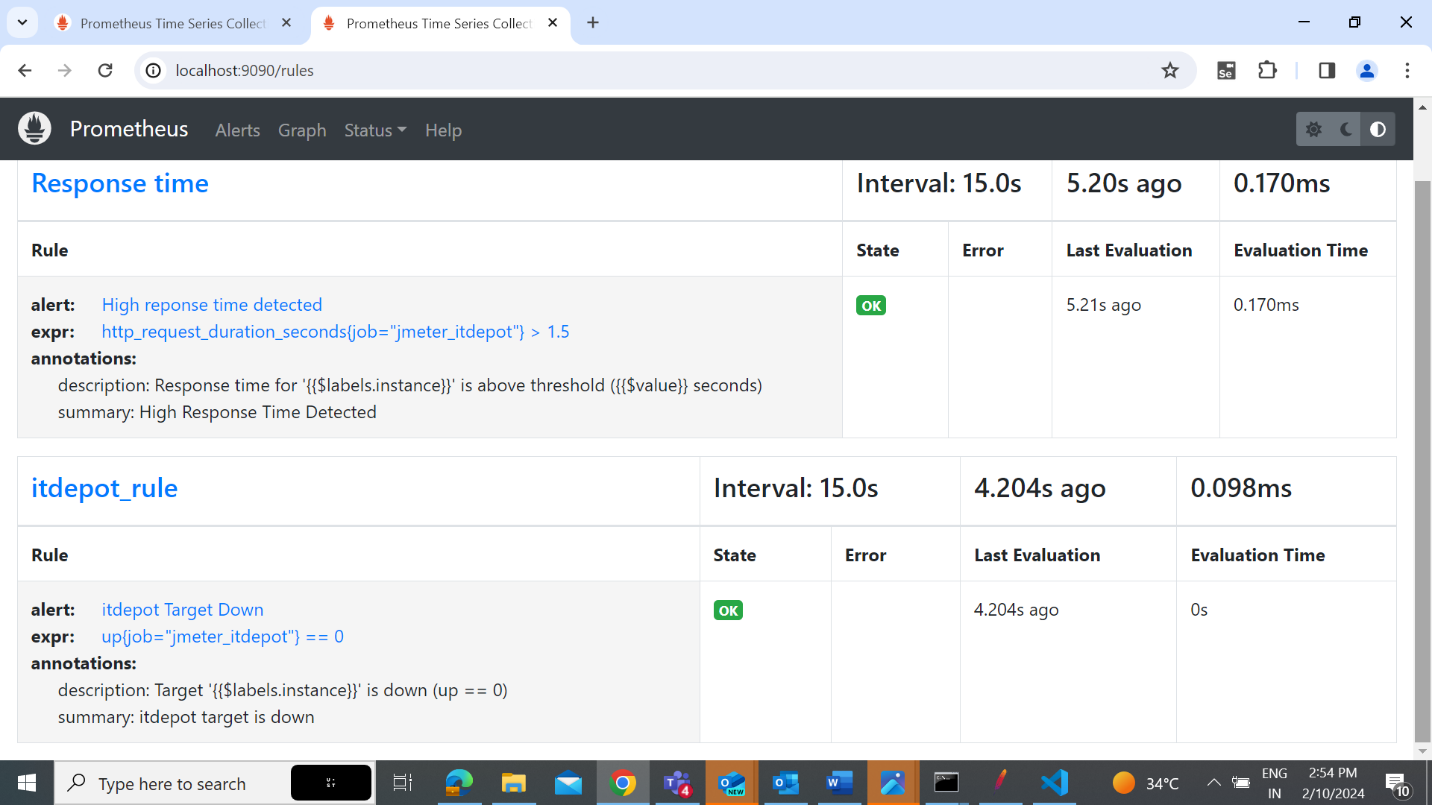 Prometheus Time Series Collect
Prometheus Time Series Collect
localhost:9090/rules
Se
Prometheus Alerts Graph Status Help
Response time Interval: 15.0s 5.20s ago 0.170ms
Rule State Error Last Evaluation Evaluation Time
alert: High reponse time detected OK 5.21s ago 0.170ms
expr: http_request_duration_seconds{job="jmeter_itdepot"} > 1.5
annotations:
description: Response time for '{{$labels.instance}}' is above threshold ({{$value}} seconds)
summary: High Response Time Detected
itdepot_rule Interval: 15.0s 4.204s ago 0.098ms
Rule State Error Last Evaluation Evaluation Time
alert: itdepot Target Down OK 4.204s ago 0s
expr: up{job="jmeter_itdepot"} == 0
annotations:
description: Target '{{$labels.instance}}' is down (up == 0)
summary: itdepot target is down
Type here to search
4
NEW
34°C
ENG
IN
2:54 PM
2/10/2024
10